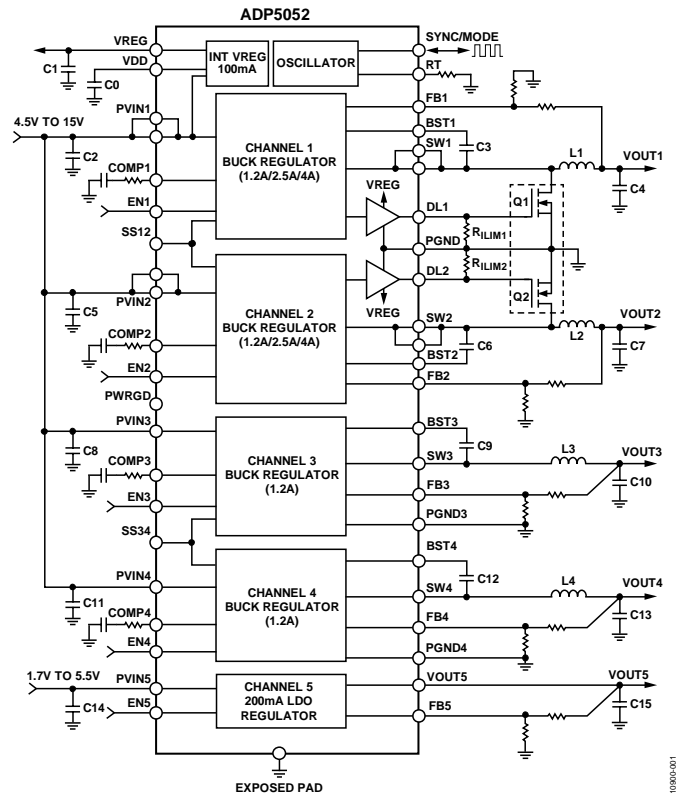 ADP5052
VREG
C1
VDD
C0
INT VREG
100mA
OSCILLATOR
SYNC/MODE
RT
4.5V TO 15V
PVIN1
C2
COMP1
EN1
CHANNEL 1
BUCK REGULATOR
(1.2A/2.5A/4A)
FB1
BST1
SW1
C3
L1
VOUT1
C4
VREG
Q1
DL1
RILIM1
SS12
PGND
RILIM2
DL2
Q2
VREG
PVIN2
C5
COMP2
EN2
CHANNEL 2
BUCK REGULATOR
(1.2A/2.5A/4A)
SW2
C6
BST2
FB2
L2
VOUT2
C7
PWRGD
PVIN3
C8
COMP3
EN3
CHANNEL 3
BUCK REGULATOR
(1.2A)
BST3
C9
SW3
L3
VOUT3
C10
FB3
PGND3
SS34
PVIN4
C11
COMP4
EN4
CHANNEL 4
BUCK REGULATOR
(1.2A)
BST4
C12
SW4
L4
VOUT4
C13
FB4
PGND4
1.7V TO 5.5V
PVIN5
C14
EN5
CHANNEL 5
200mA LDO
REGULATOR
VOUT5
VOUT5
C15
FB5
EXPOSED PAD
10900-001